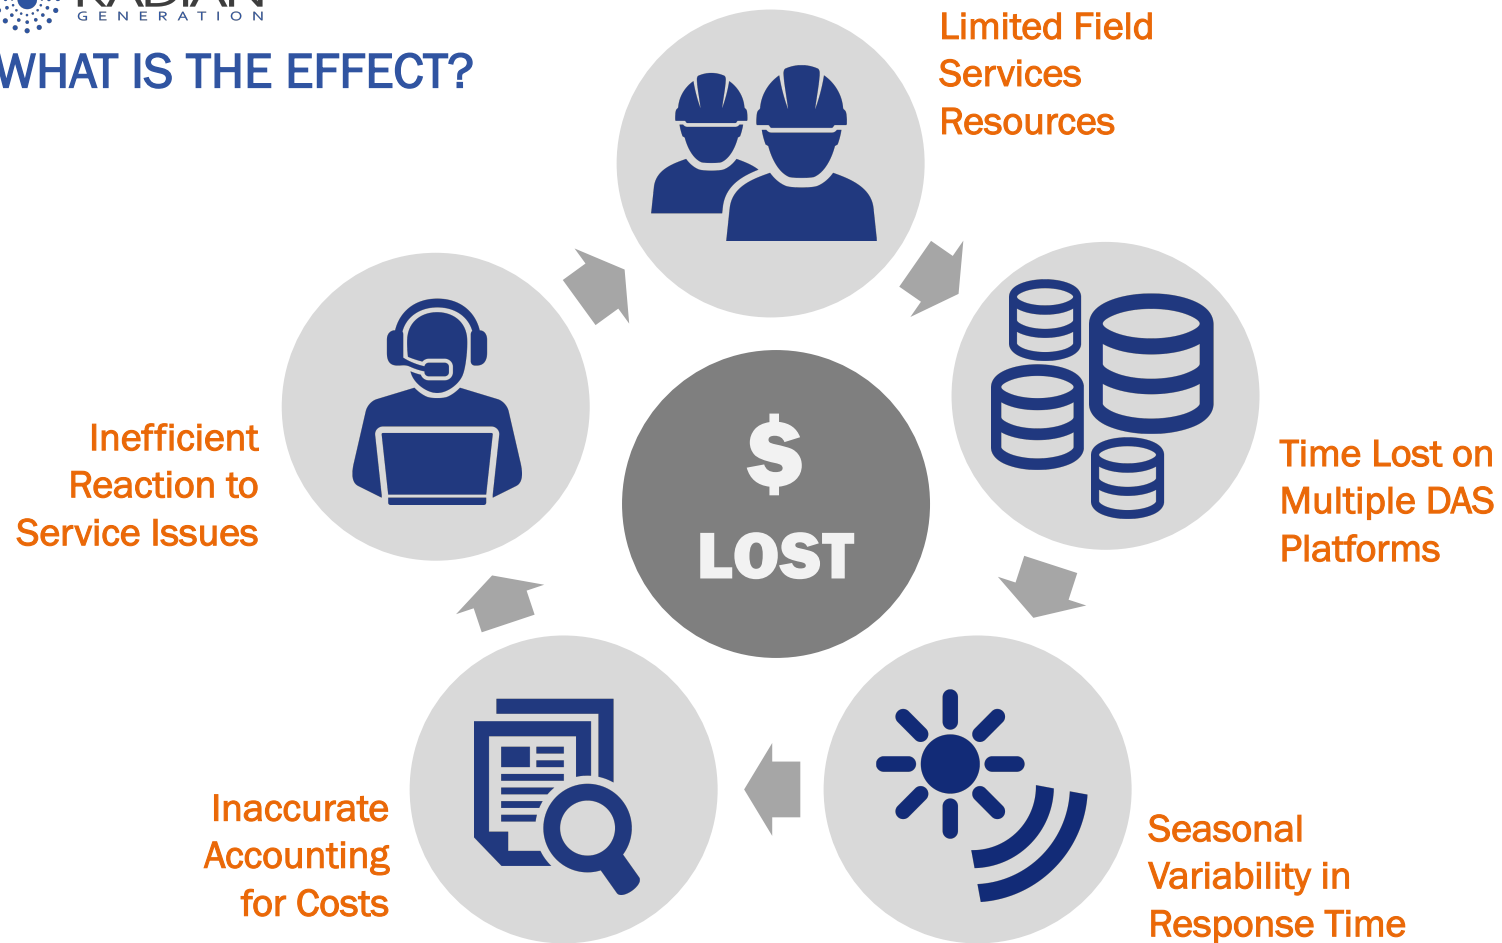 RADIAN
GENERATION
WHAT IS THE EFFECT?
Limited Field
Services
Resources
Time Lost on
Multiple DAS
Platforms
Seasonal
Variability in
Response Time
Inaccurate
Accounting
for Costs
Inefficient
Reaction to
Service Issues
$
LOST